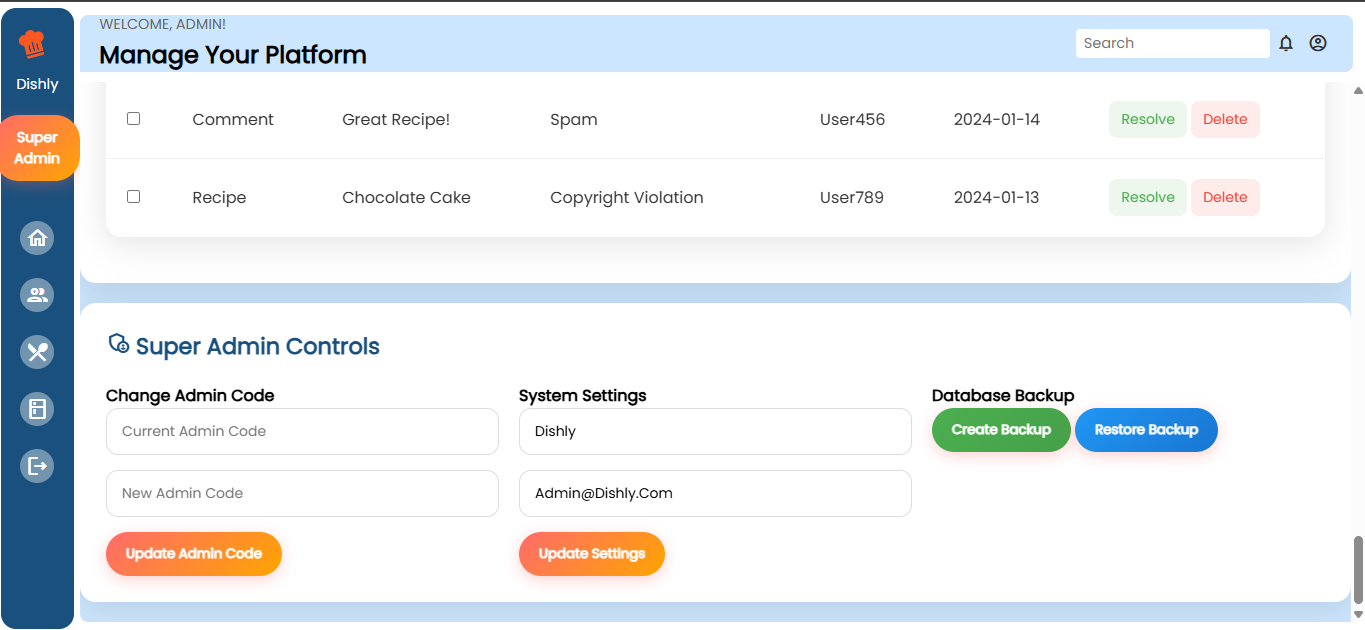 Dishly
Super
Admin
WELCOME, ADMIN!
Manage Your Platform
Search
Comment Great Recipe! Spam User456 2024-01-14 Resolve Delete
Recipe Chocolate Cake Copyright Violation User789 2024-01-13 Resolve Delete
Super Admin Controls
Change Admin Code
Current Admin Code
New Admin Code
Update Admin Code
System Settings
Dishly
Admin@Dishly.Com
Update Settings
Database Backup
Create Backup Restore Backup